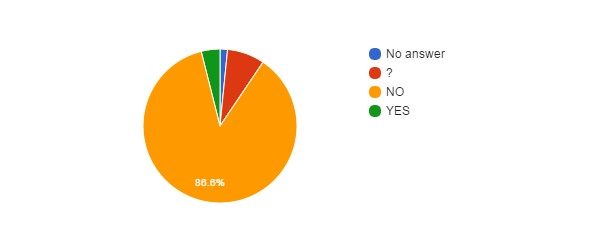 No answer
?
NO
YES
86.6%